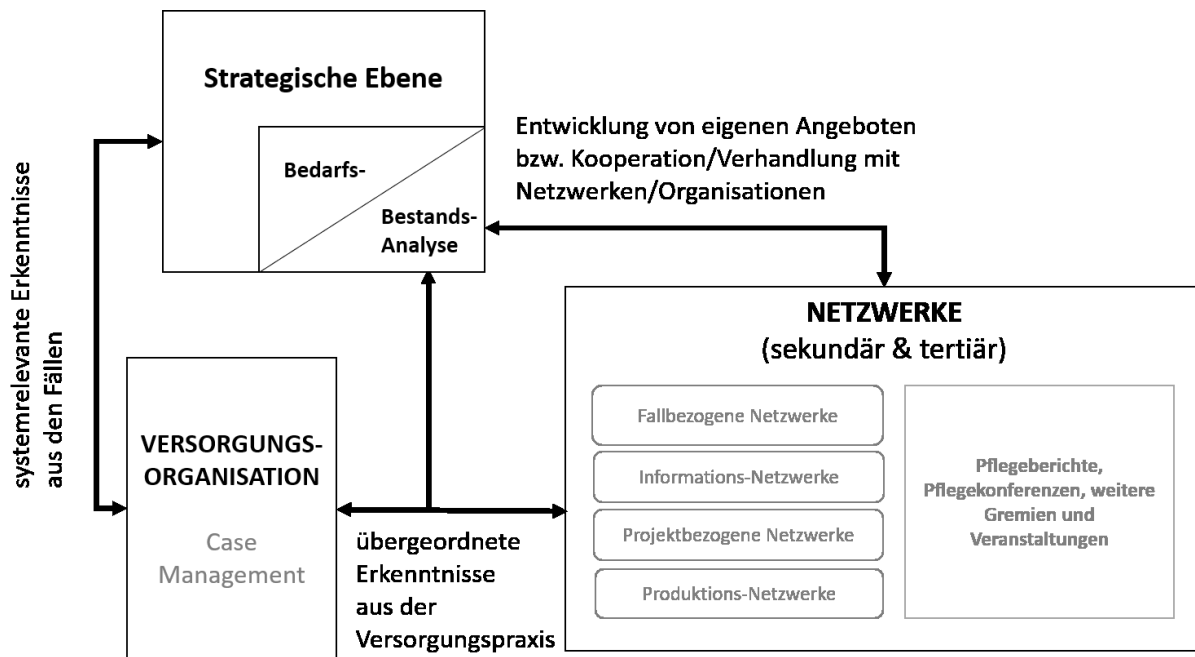 Strategische Ebene
Bedarfs-
Bestands-
Analyse
Entwicklung von eigenen Angeboten
bzw. Kooperation/Verhandlung mit
Netzwerken/Organisationen
systemrelevante Erkenntnisse
aus den Fällen
VERSORGUNGS-
ORGANISATION
Case
Management
übergeordnete
Erkenntnisse
aus der
Versorgungspraxis
NETZWERKE
(sekundär & tertiär)
Fallbezogene Netzwerke
Informations-Netzwerke
Projektbezogene Netzwerke
Produktions-Netzwerke
Pflegeberichte,
Pflegekonferenzen, weitere
Gremien und
Veranstaltungen